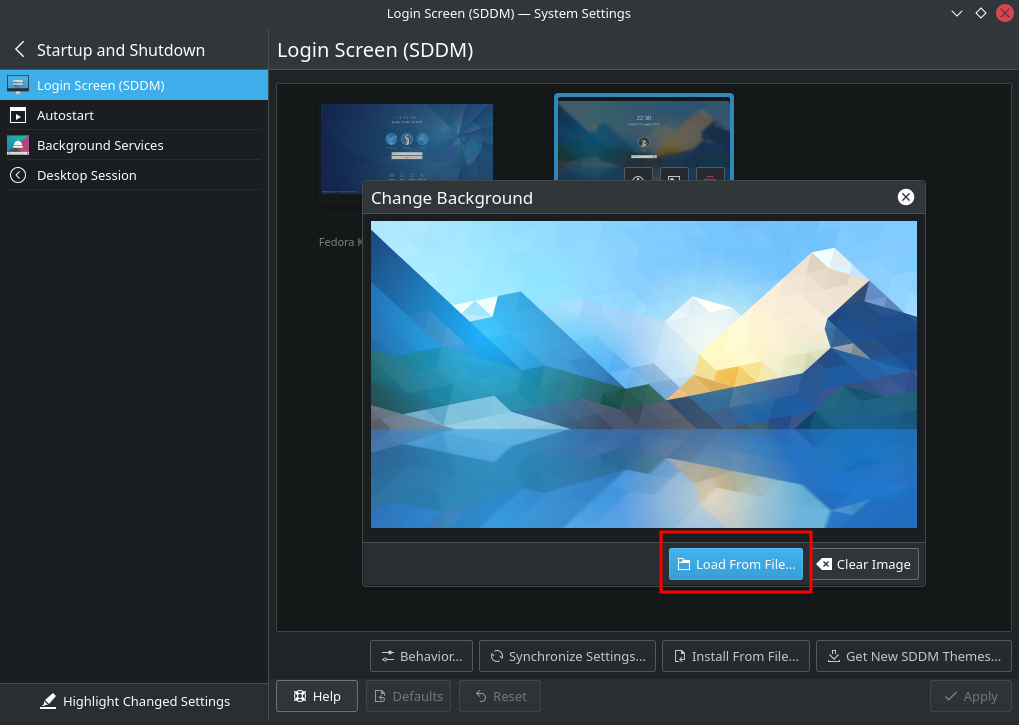 Login Screen (SDDM) — System Settings
Startup and Shutdown
Login Screen (SDDM)
Login Screen (SDDM)
Autostart
Background Services
Desktop Session
22:30
Fedora K
Change Background
Load From File...
Clear Image
Behavior...
Synchronize Settings...
Install From File...
Get New SDDM Themes...
Highlight Changed Settings
Help
Defaults
Reset
Apply